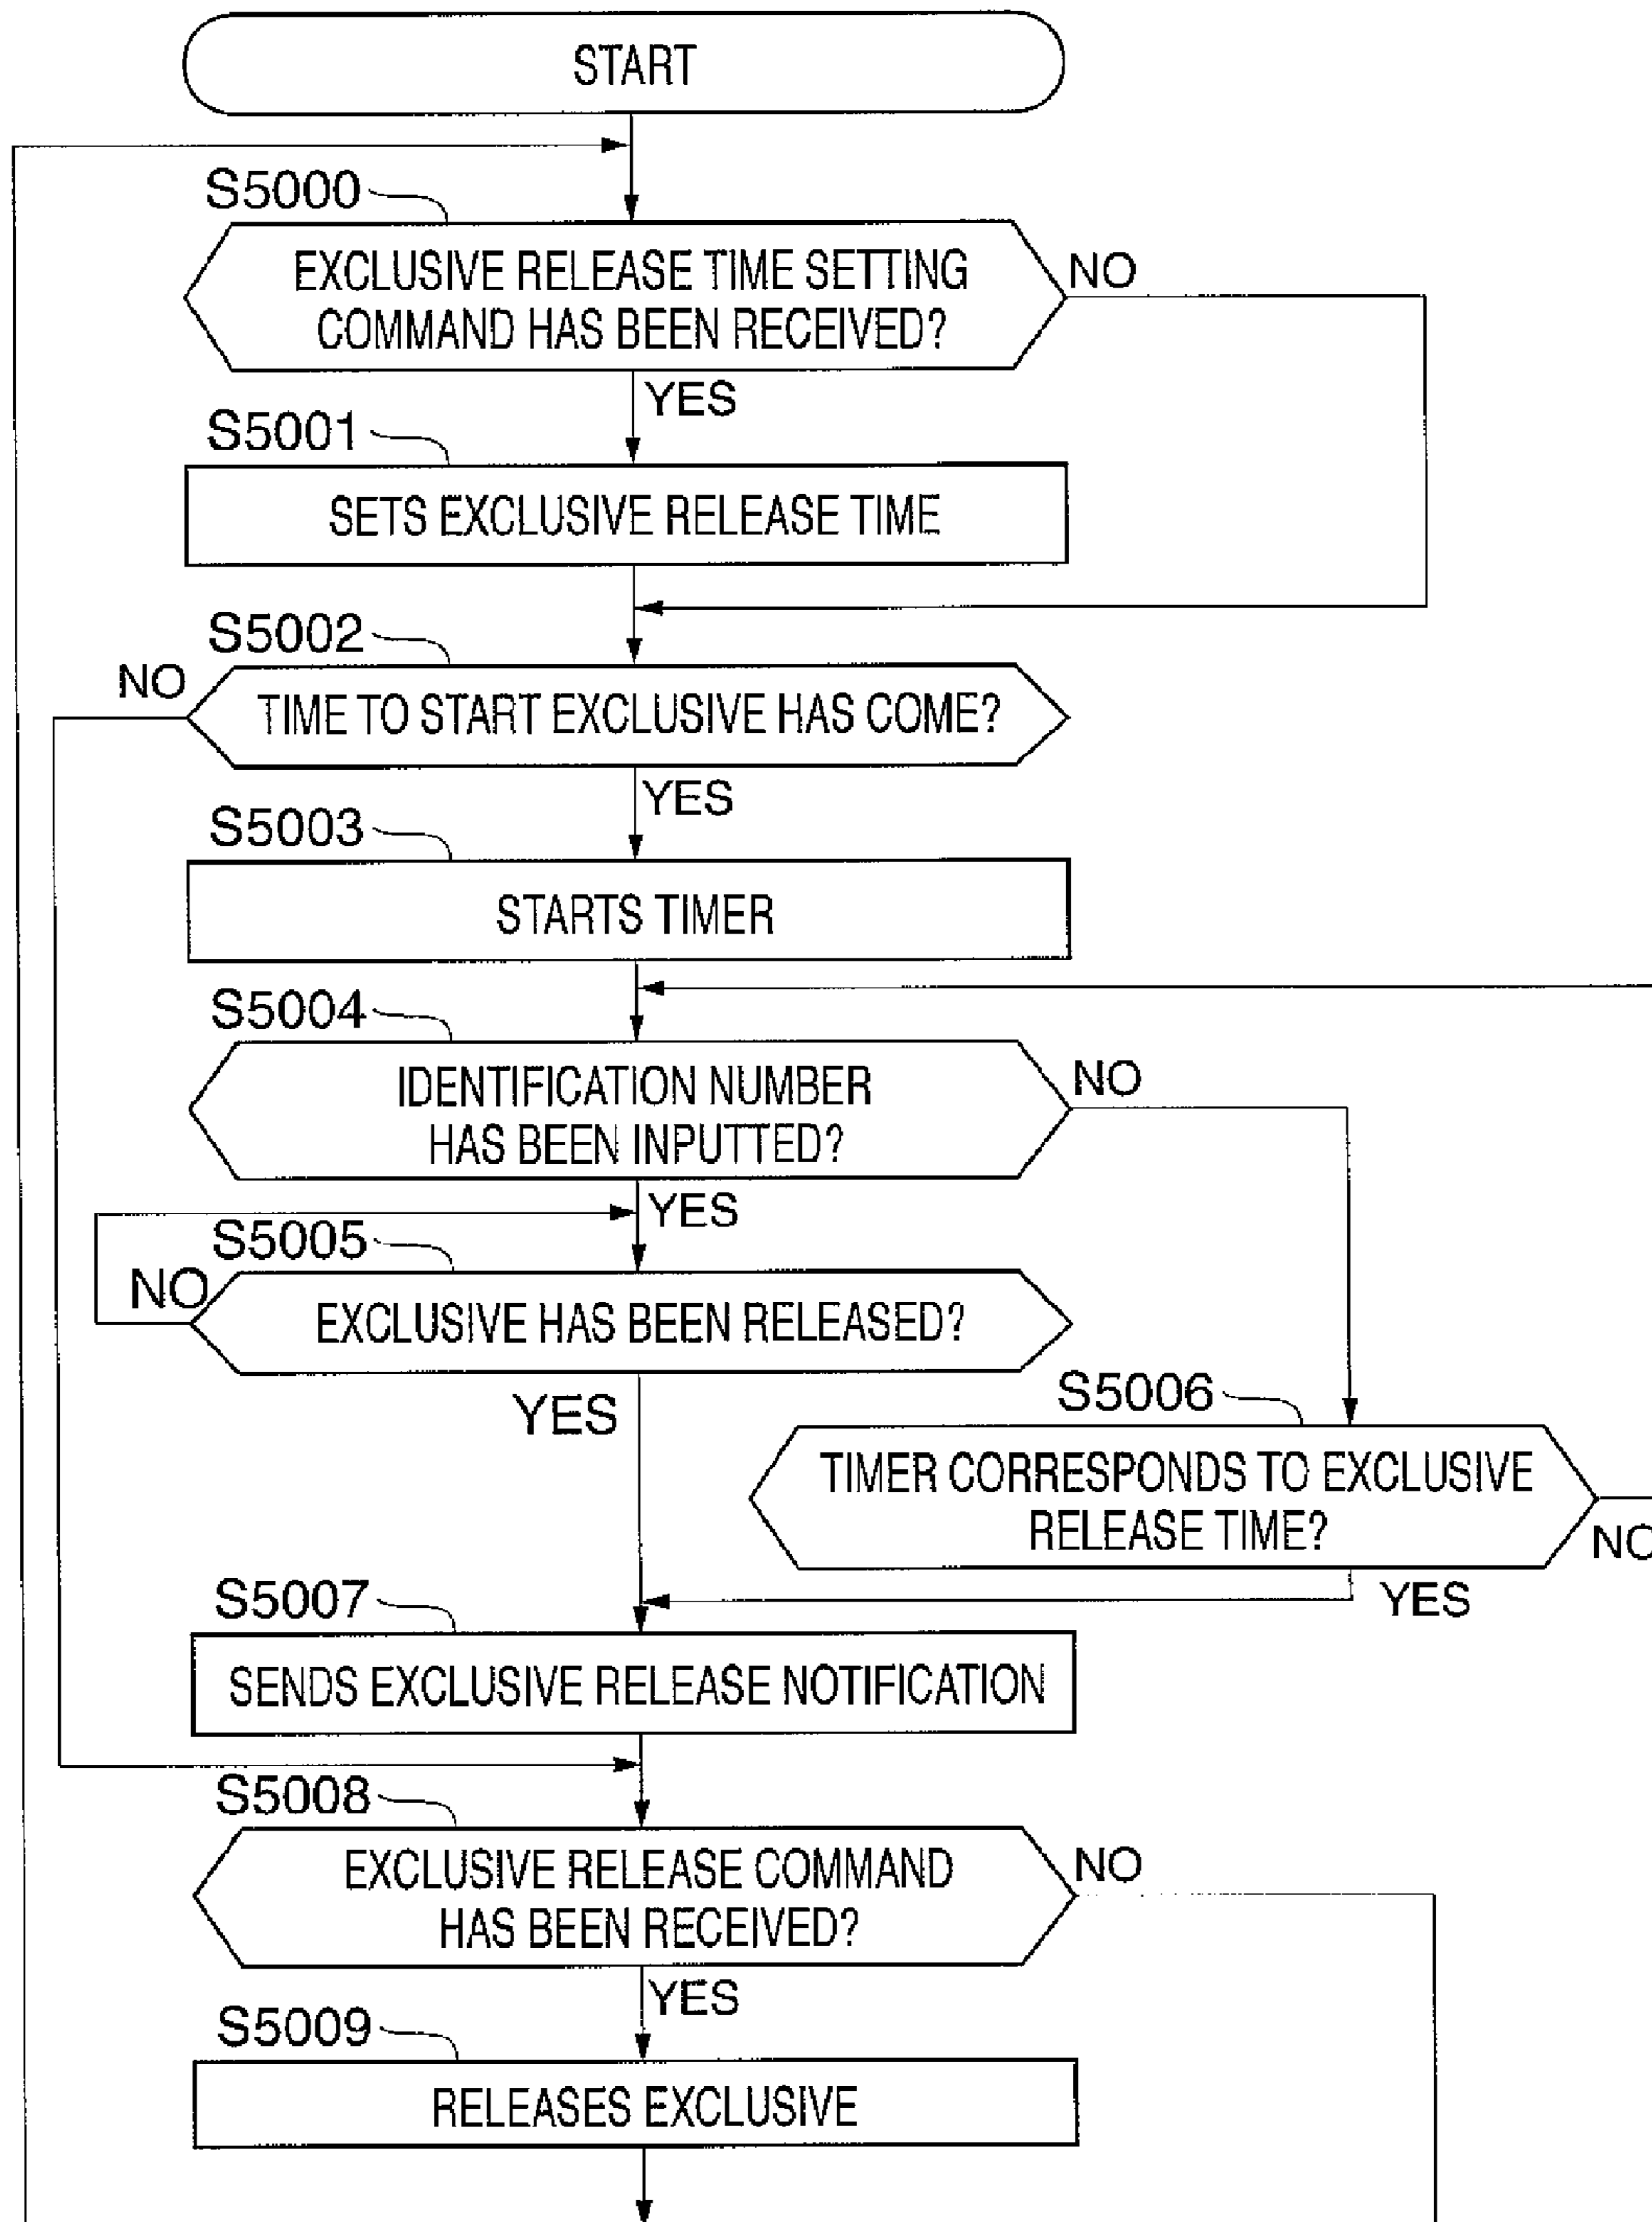 START
S5000
EXCLUSIVE RELEASE TIME SETTING
COMMAND HAS BEEN RECEIVED?
NO
YES
S5001
SETS EXCLUSIVE RELEASE TIME
S5002
NO
TIME TO START EXCLUSIVE HAS COME?
YES
S5003
STARTS TIMER
S5004
IDENTIFICATION NUMBER
HAS BEEN INPUTTED?
NO
YES
S5005
NO
EXCLUSIVE HAS BEEN RELEASED?
YES
S5006
TIMER CORRESPONDS TO EXCLUSIVE
RELEASE TIME?
NO
YES
S5007
SENDS EXCLUSIVE RELEASE NOTIFICATION
S5008
EXCLUSIVE RELEASE COMMAND
HAS BEEN RECEIVED?
NO
YES
S5009
RELEASES EXCLUSIVE